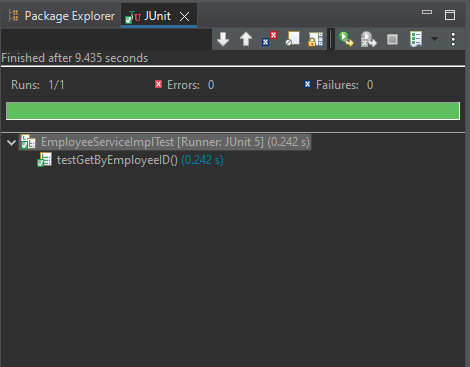 Package Explorer JUnit
Finished after 9.435 seconds
Runs: 1/1 Errors: 0 Failures: 0
EmployeeServiceImplTest [Runner: JUnit 5] (0.242 s)
testGetByEmployeeID() (0.242 s)